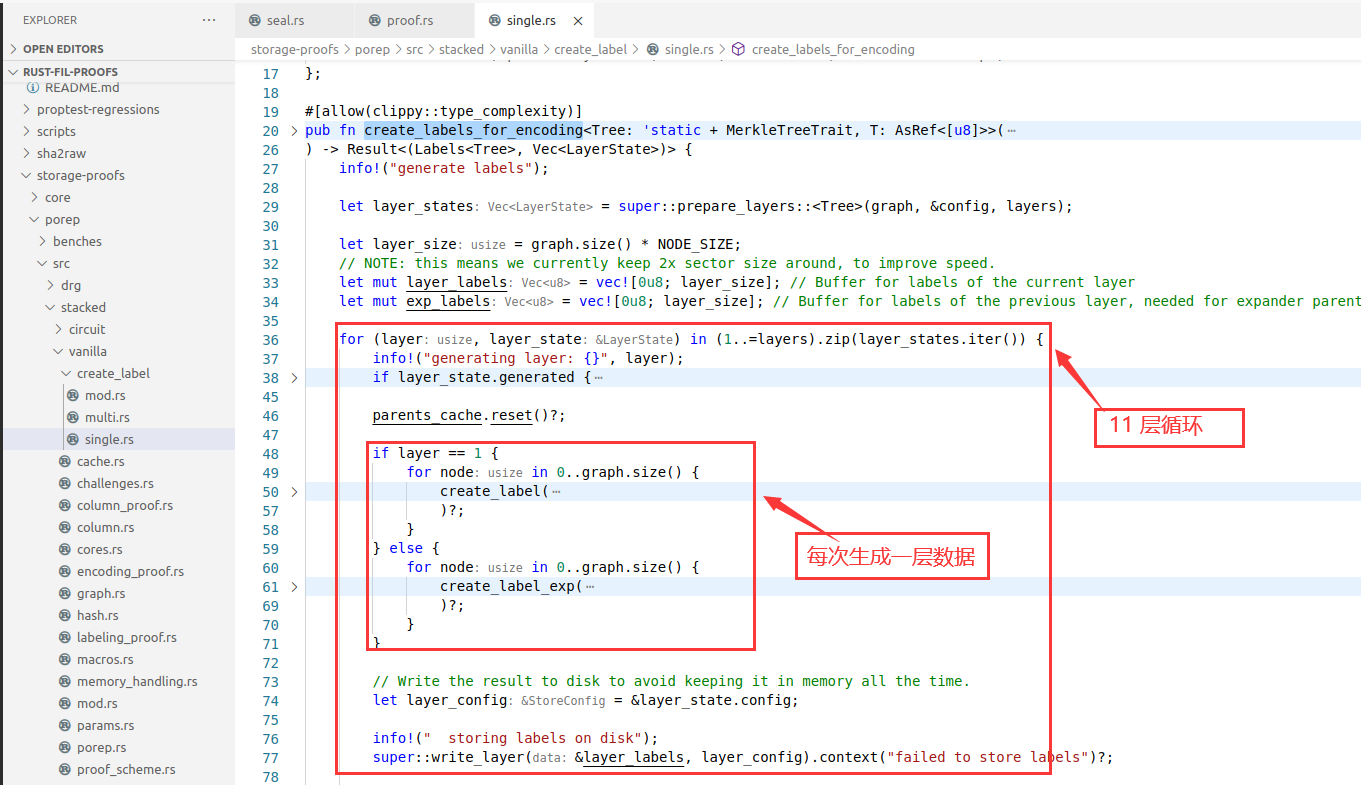 EXPLORER
···
OPEN EDITORS
RUST-FIL-PROOFS
README.md
proptest-regressions
scripts
sha2raw
storage-proofs
core
porep
benches
src
drg
stacked
circuit
vanilla
create_label
mod.rs
multi.rs
single.rs
cache.rs
challenges.rs
column_proof.rs
column.rs
cores.rs
encoding_proof.rs
graph.rs
hash.rs
labeling_proof.rs
macros.rs
memory_handling.rs
mod.rs
params.rs
porep.rs
proof_scheme.rs
seal.rs
proof.rs
single.rs ×
storage-proofs > porep > src > stacked > vanilla > create_label > single.rs > create_labels_for_encoding
17 };
18
19 #[allow(clippy::type_complexity)]
20 pub fn create_labels_for_encoding<Tree: 'static + MerkleTreeTrait, T: AsRef<[u8]>>(…
26 ) -> Result<(Labels<Tree>, Vec<LayerState>)> {
27 info!("generate labels");
28
29 let layer_states: Vec<LayerState> = super::prepare_layers::<Tree>(graph, &config, layers);
30
31 let layer_size: usize = graph.size() * NODE_SIZE;
32 // NOTE: this means we currently keep 2x sector size around, to improve speed.
33 let mut layer_labels: Vec<u8> = vec![0u8; layer_size]; // Buffer for labels of the current layer
34 let mut exp_labels: Vec<u8> = vec![0u8; layer_size]; // Buffer for labels of the previous layer, needed for expander parent
35
36 for (layer: usize, layer_state: &LayerState) in (1..=layers).zip(layer_states.iter()) {
37 info!("generating layer: {}", layer);
38 if layer_state.generated {…
45
46 parents_cache.reset()?;
47
48 if layer == 1 {
49 for node: usize in 0..graph.size() {
50 create_label(…
57 )?;
58 }
59 } else {
60 for node: usize in 0..graph.size() {
61 create_label_exp(…
69 )?;
70 }
71 }
72
73 // Write the result to disk to avoid keeping it in memory all the time.
74 let layer_config: &StoreConfig = &layer_state.config;
75
76 info!("  storing labels on disk");
77 super::write_layer(data: &layer_labels, layer_config).context("failed to store labels")?;
78
11 层循环
每次生成一层数据